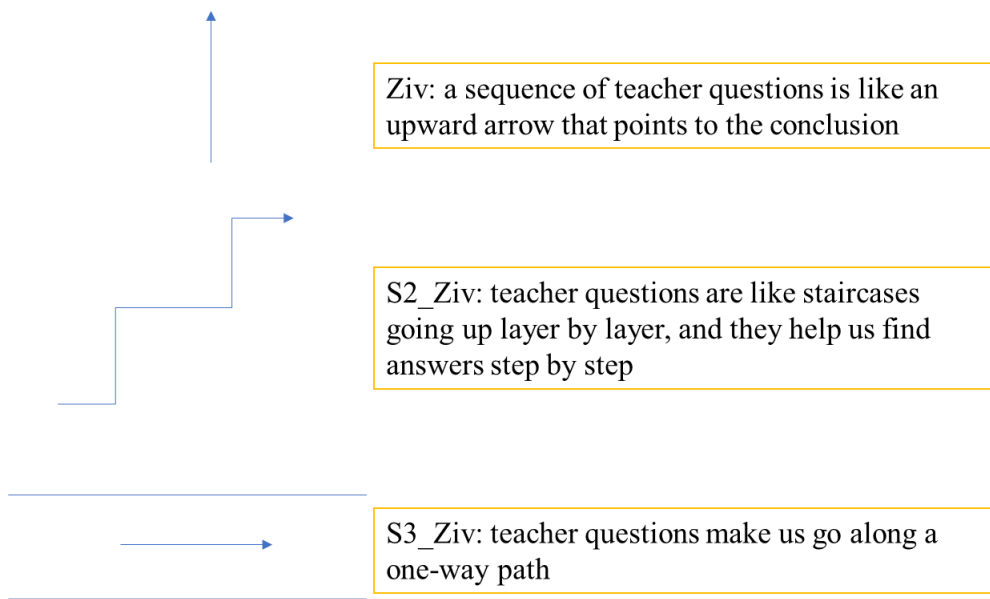 Ziv: a sequence of teacher questions is like an
upward arrow that points to the conclusion
S2_Ziv: teacher questions are like staircases
going up layer by layer, and they help us find
answers step by step
S3_Ziv: teacher questions make us go along a
one-way path